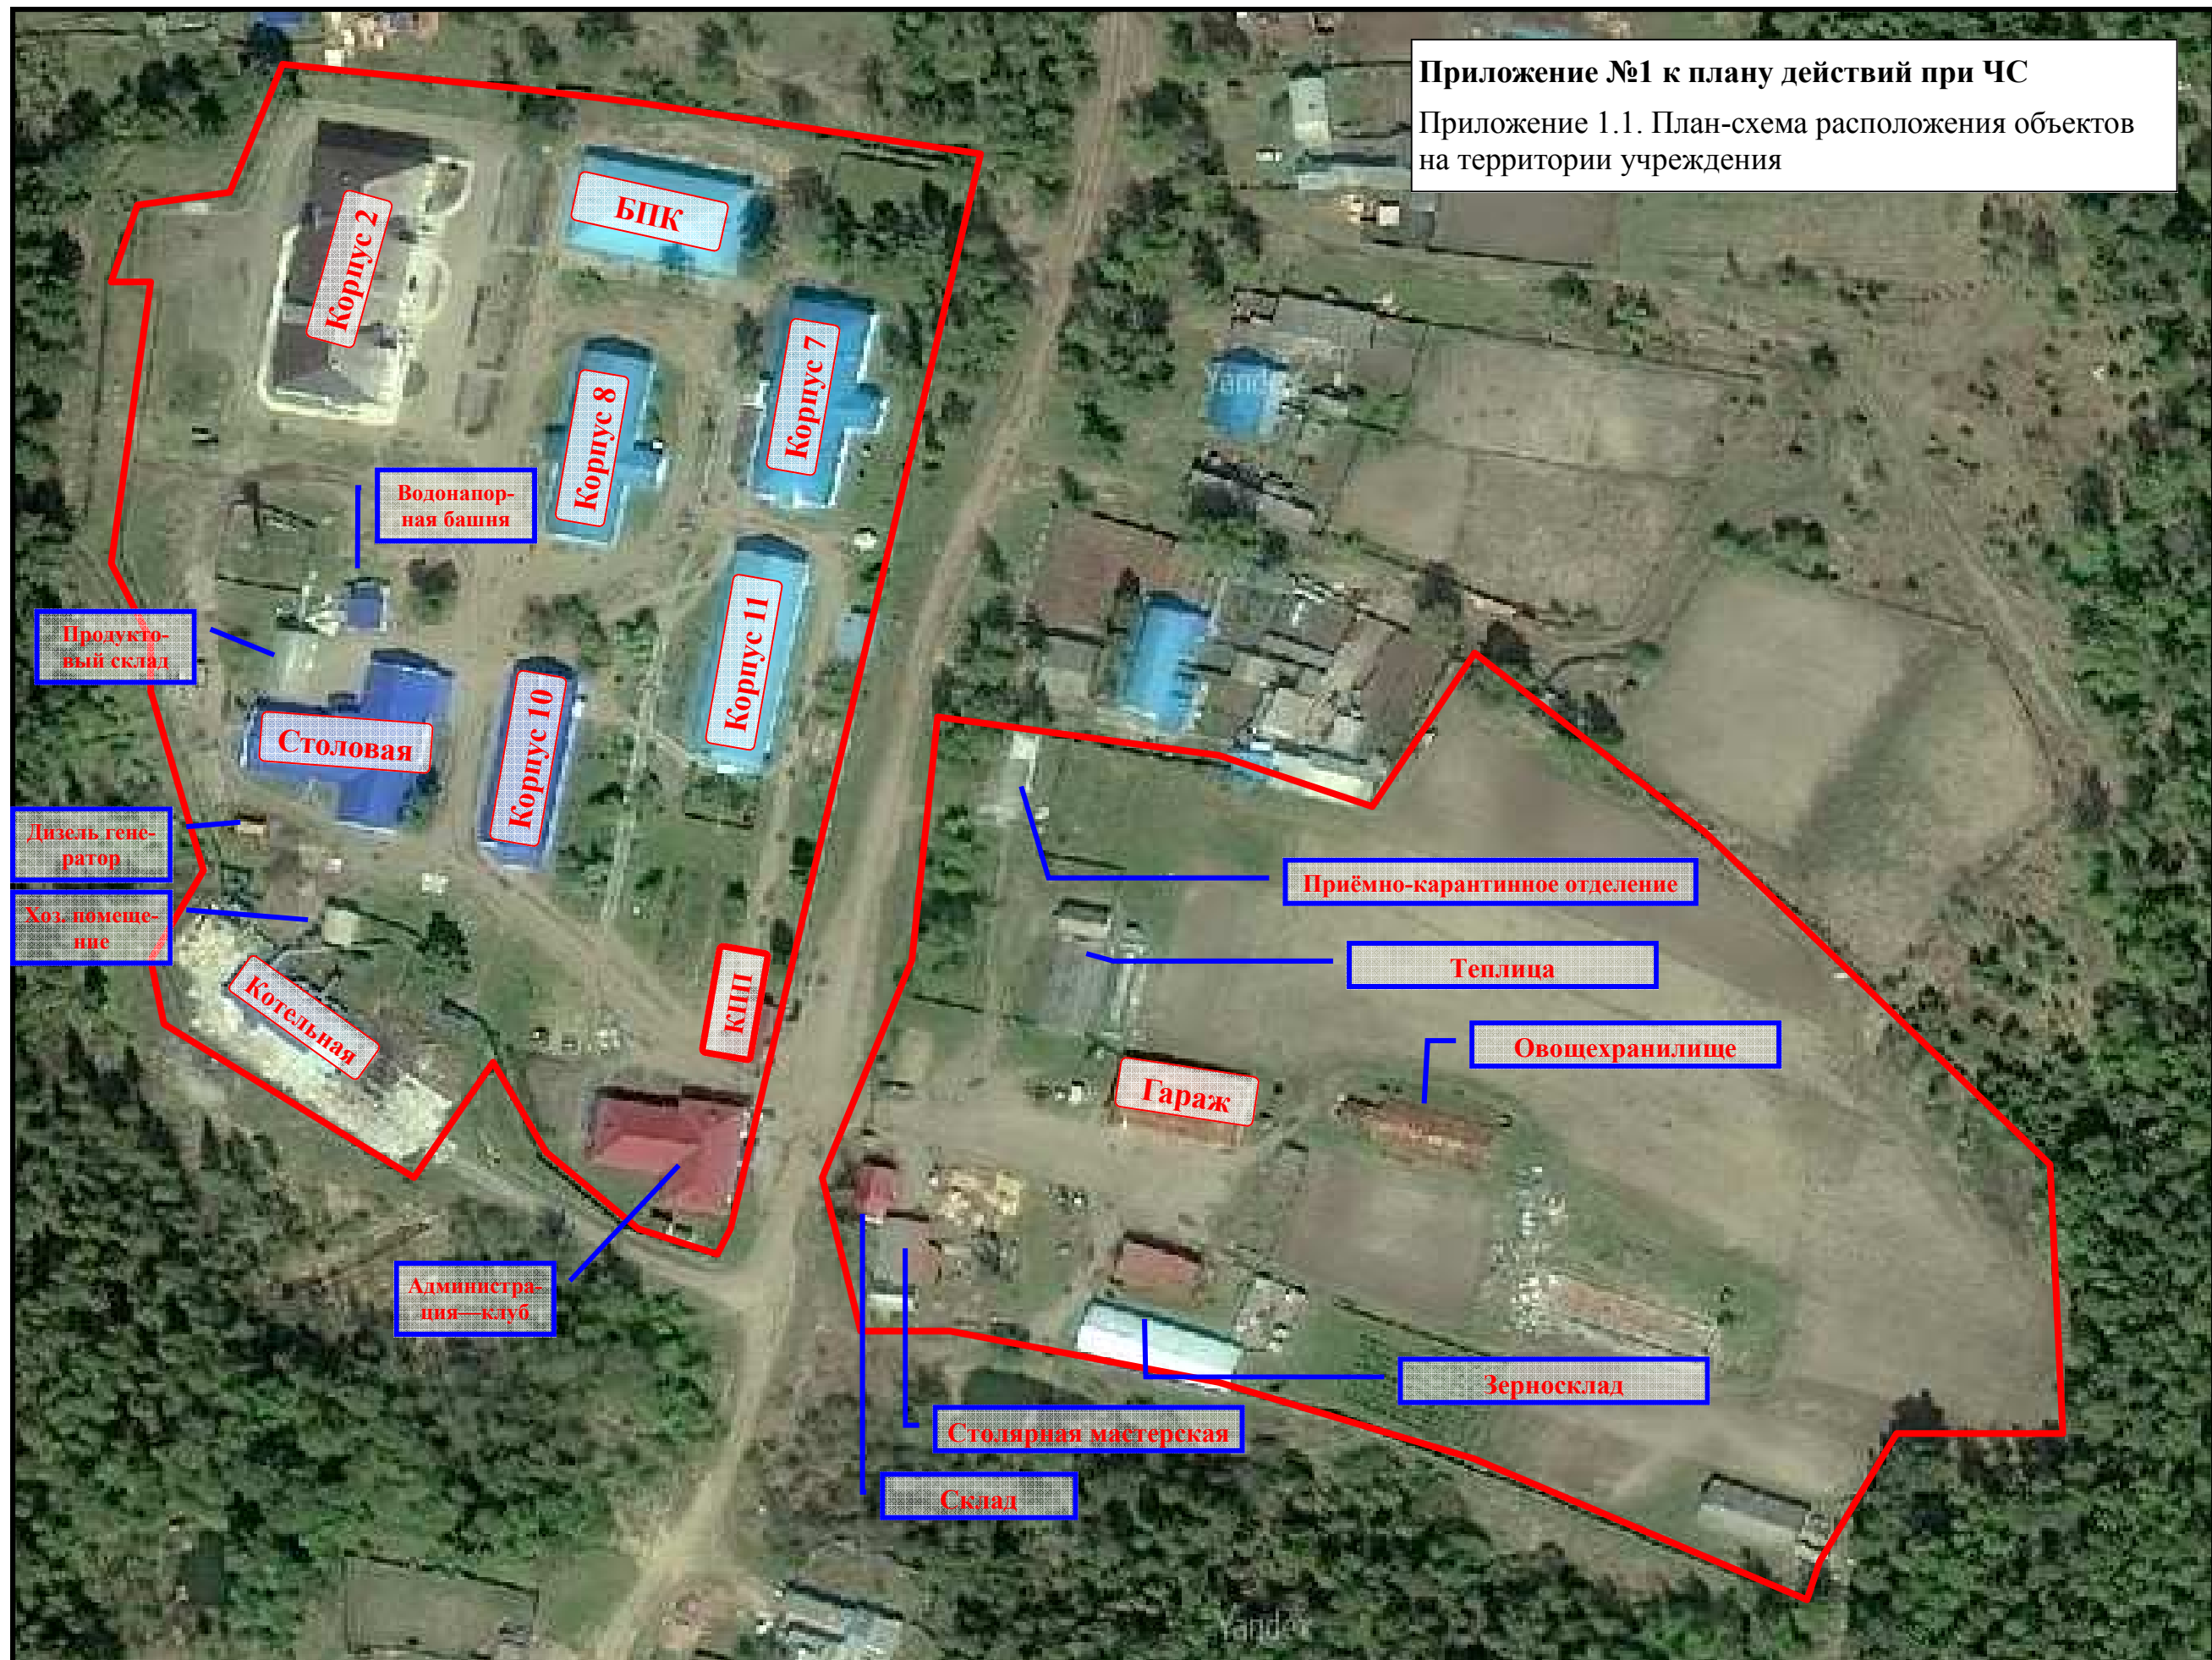 Приложение №1 к плану действий при ЧС
Приложение 1.1. План-схема расположения объектов
на территории учреждения
Корпус 2
БПК
Корпус 7
Корпус 8
Yande
Водонапор-
ная башня
Корпус 11
Продукто-
вый склад
Столовая
Корпус 10
Дизель гене-
ратор
Хоз. помеще-
ние
Котельная
КПП
Администра-
ция—клуб
Приёмно-карантинное отделение
Теплица
Овощехранилище
Гараж
Зерносклад
Столярная мастерская
Склад
Yandex